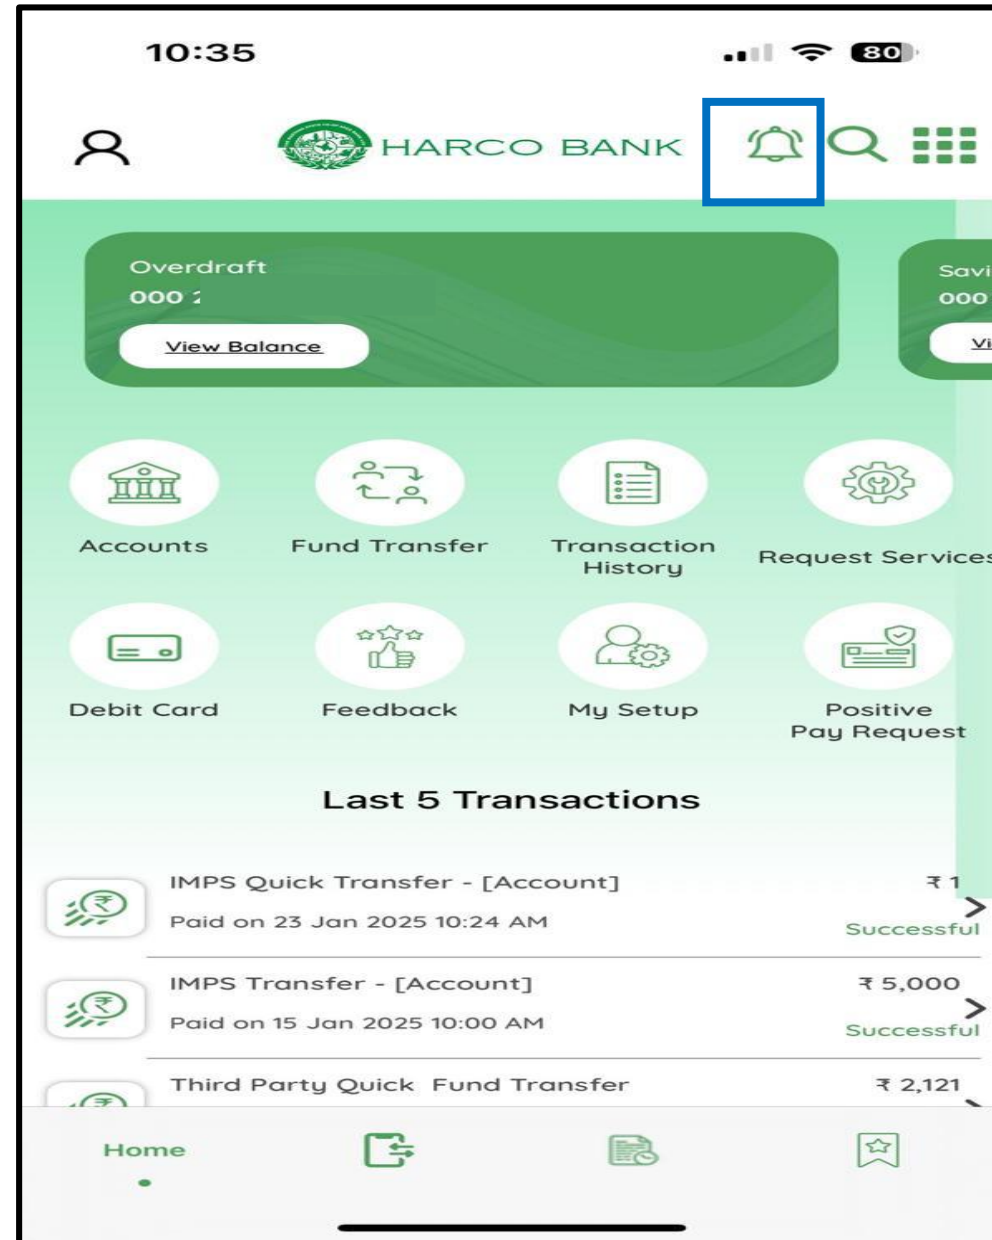 10:35
80
HARCO BANK
Overdraft
000
View Balance
Savi
000
Vi
Accounts
Fund Transfer
Transaction
History
Request Services
Debit Card
Feedback
My Setup
Positive
Pay Request
Last 5 Transactions
IMPS Quick Transfer - [Account]
₹ 1
Paid on 23 Jan 2025 10:24 AM
Successful
IMPS Transfer - [Account]
₹ 5,000
Paid on 15 Jan 2025 10:00 AM
Successful
Third Party Quick Fund Transfer
₹ 2,121
Home